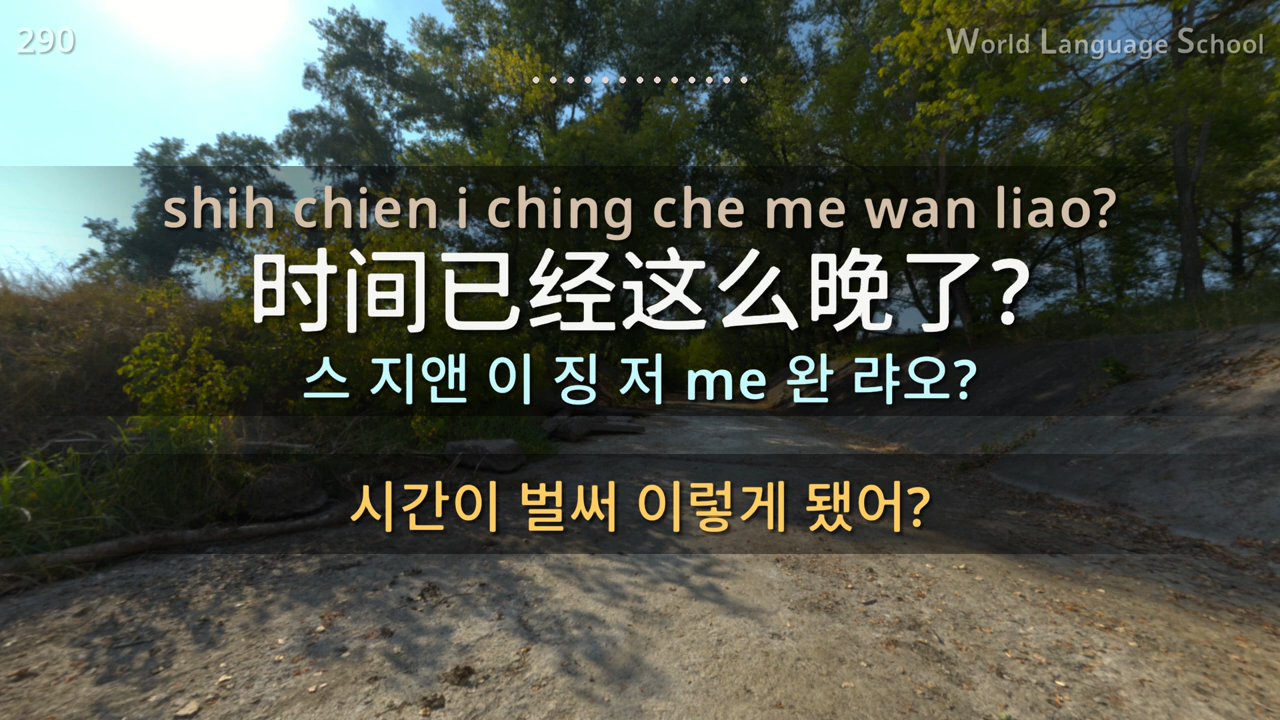 290
World Language School
shih chien i ching che me wan liao?
时间已经这么晚了?
스 지앤 이 징 저 me 완 랴오?
시간이 벌써 이렇게 됐어?